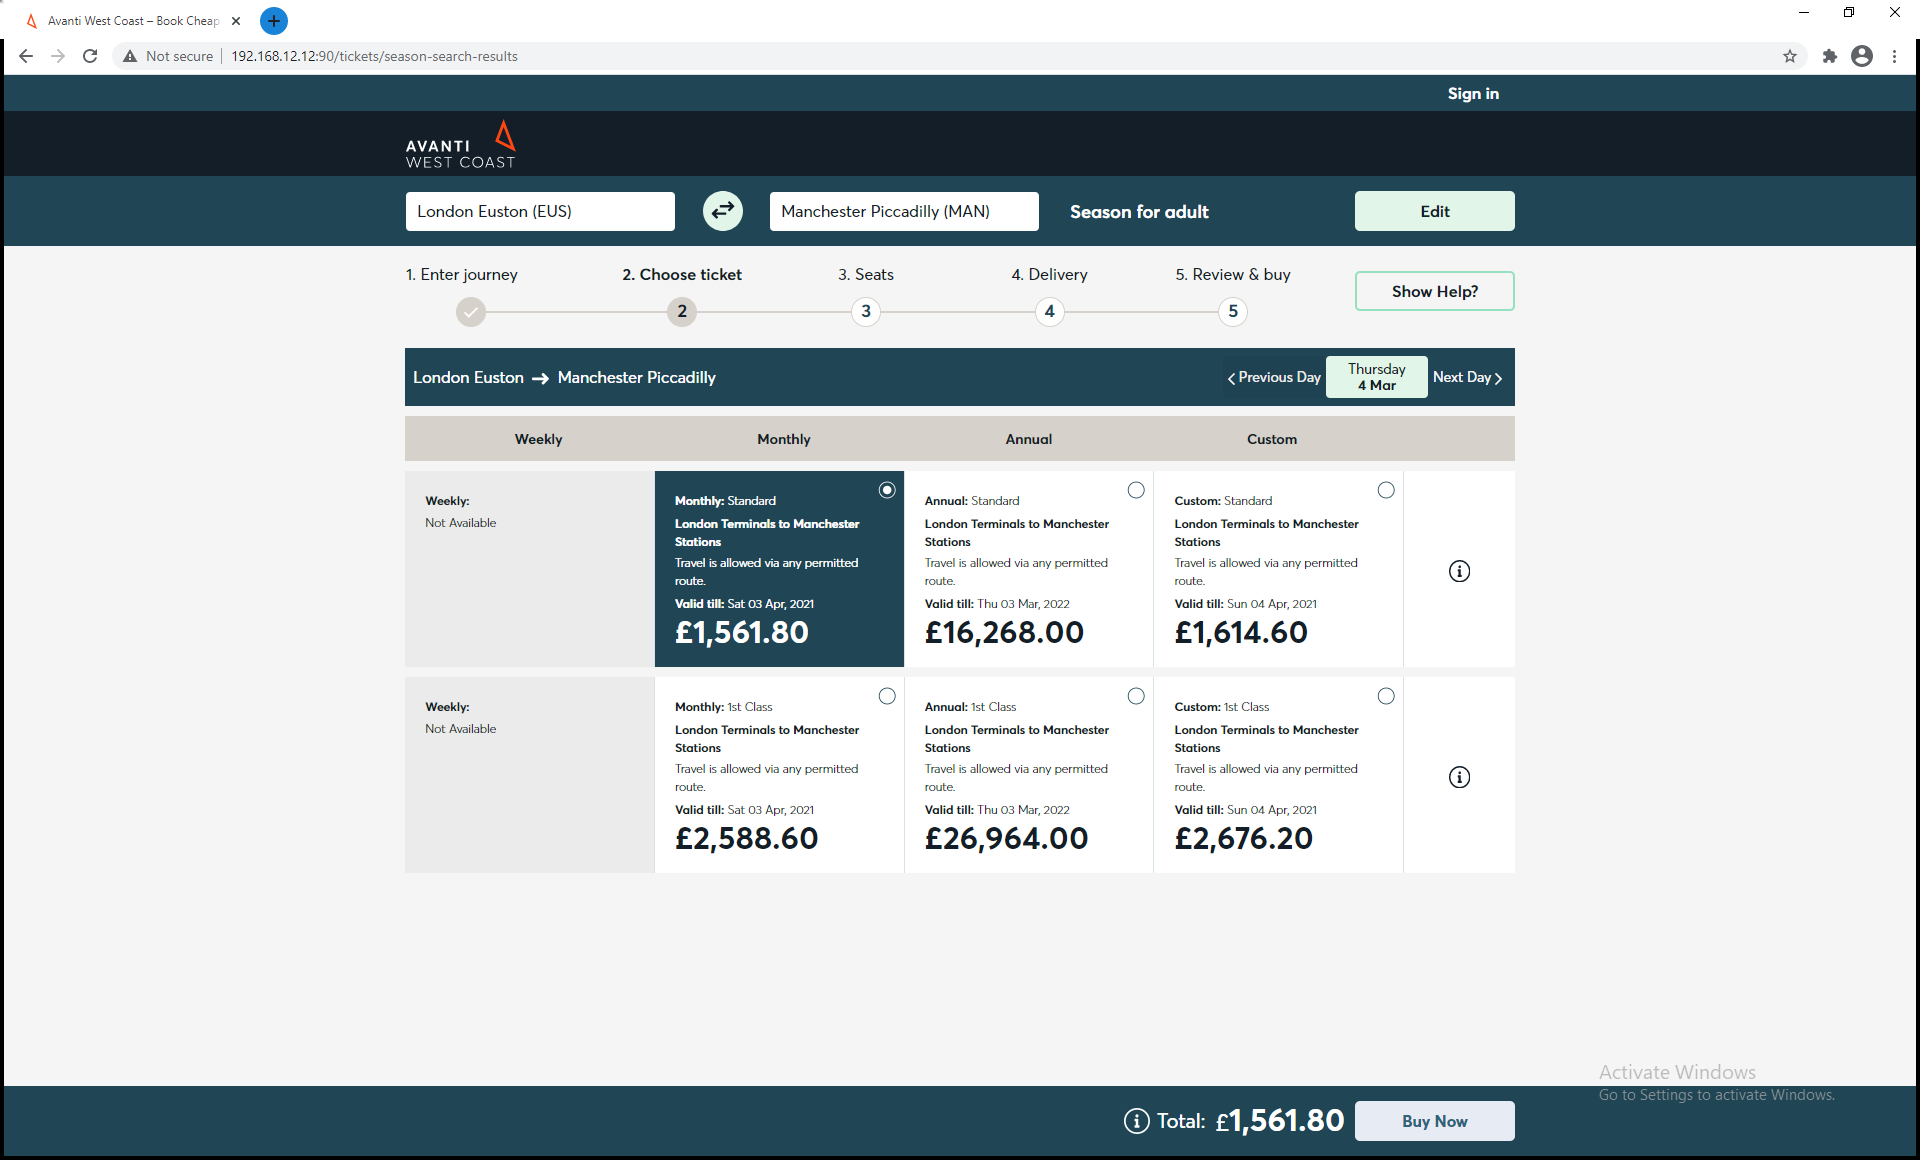 Avanti West Coast – Book Cheap
Not secure
192.168.12.12:90/tickets/season-search-results
Sign in
AVANTI
WEST COAST
London Euston (EUS)
Manchester Piccadilly (MAN)
Season for adult
Edit
1. Enter journey
2. Choose ticket
3. Seats
4. Delivery
5. Review & buy
2
3
4
5
Show Help?
London Euston
Manchester Piccadilly
Previous Day
Thursday
4 Mar
Next Day
Weekly
Monthly
Annual
Custom
Weekly:
Not Available
Monthly: Standard
London Terminals to Manchester
Stations
Travel is allowed via any permitted
route.
Valid till: Sat 03 Apr, 2021
£1,561.80
Annual: Standard
London Terminals to Manchester
Stations
Travel is allowed via any permitted
route.
Valid till: Thu 03 Mar, 2022
£16,268.00
Custom: Standard
London Terminals to Manchester
Stations
Travel is allowed via any permitted
route.
Valid till: Sun 04 Apr, 2021
£1,614.60
Weekly:
Not Available
Monthly: 1st Class
London Terminals to Manchester
Stations
Travel is allowed via any permitted
route.
Valid till: Sat 03 Apr, 2021
£2,588.60
Annual: 1st Class
London Terminals to Manchester
Stations
Travel is allowed via any permitted
route.
Valid till: Thu 03 Mar, 2022
£26,964.00
Custom: 1st Class
London Terminals to Manchester
Stations
Travel is allowed via any permitted
route.
Valid till: Sun 04 Apr, 2021
£2,676.20
Activate Windows
Go to Settings to activate Windows.
Total: £1,561.80
Buy Now